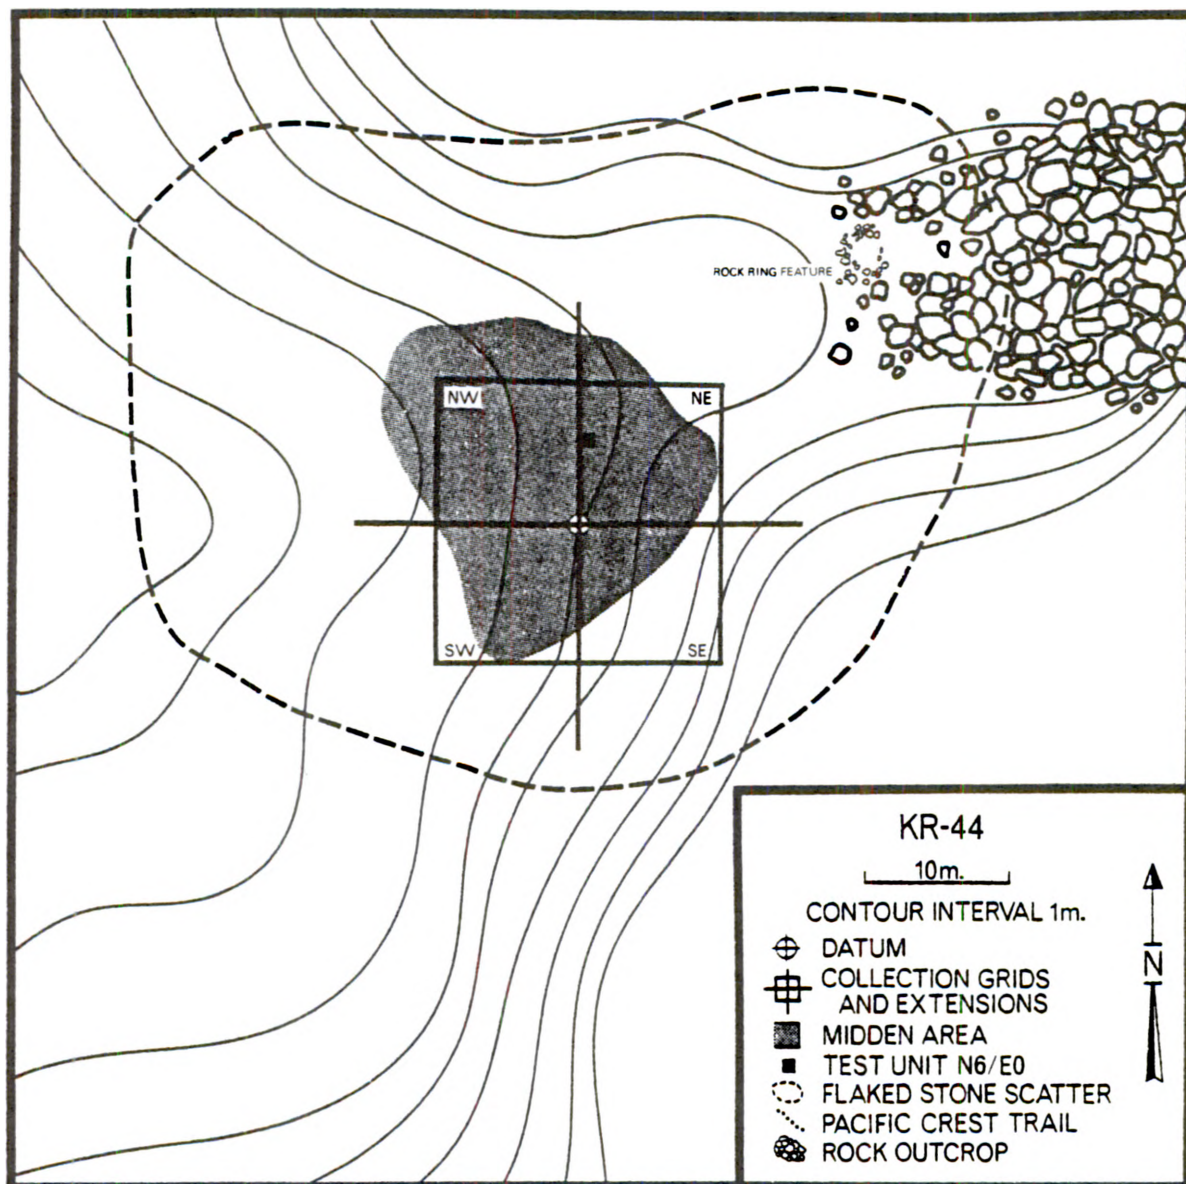 ROCK RING FEATURE
NW
NE
SW
SE
KR-44
10m.
CONTOUR INTERVAL 1m.
DATUM
COLLECTION GRIDS
AND EXTENSIONS
MIDDEN AREA
TEST UNIT N6/E0
FLAKED STONE SCATTER
PACIFIC CREST TRAIL
ROCK OUTCROP
N